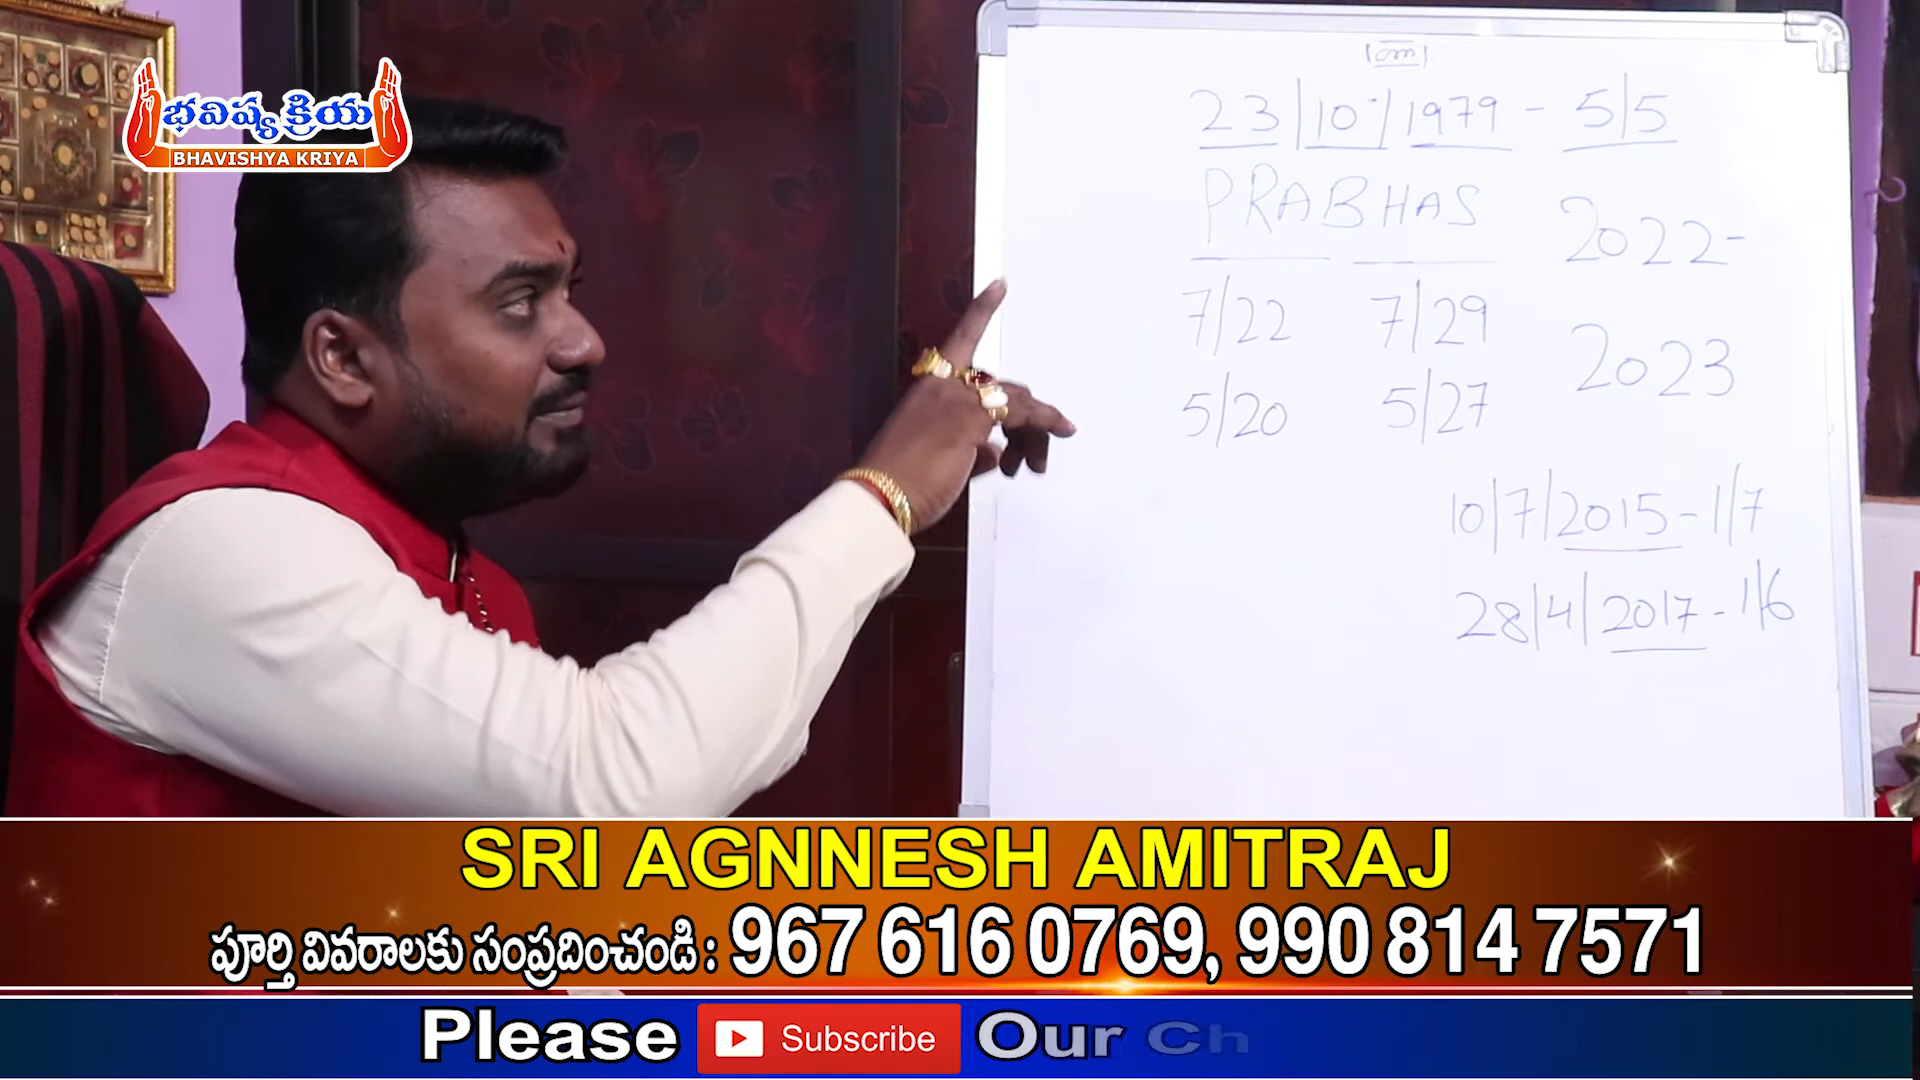 భవిష్య క్రియ
BHAVISHYA KRIYA
23/10/1979 - 5/5
PRABHAS
2022-
7/22 7/29
2023
5/20 5/27
10/7/2015 - 1/7
28/4/2017 - 1/6
SRI AGNNESH AMITRAJ
పూర్తి వివరాలకు సంప్రదించండి : 967 616 0769, 990 814 7571
Please Subscribe Our Ch